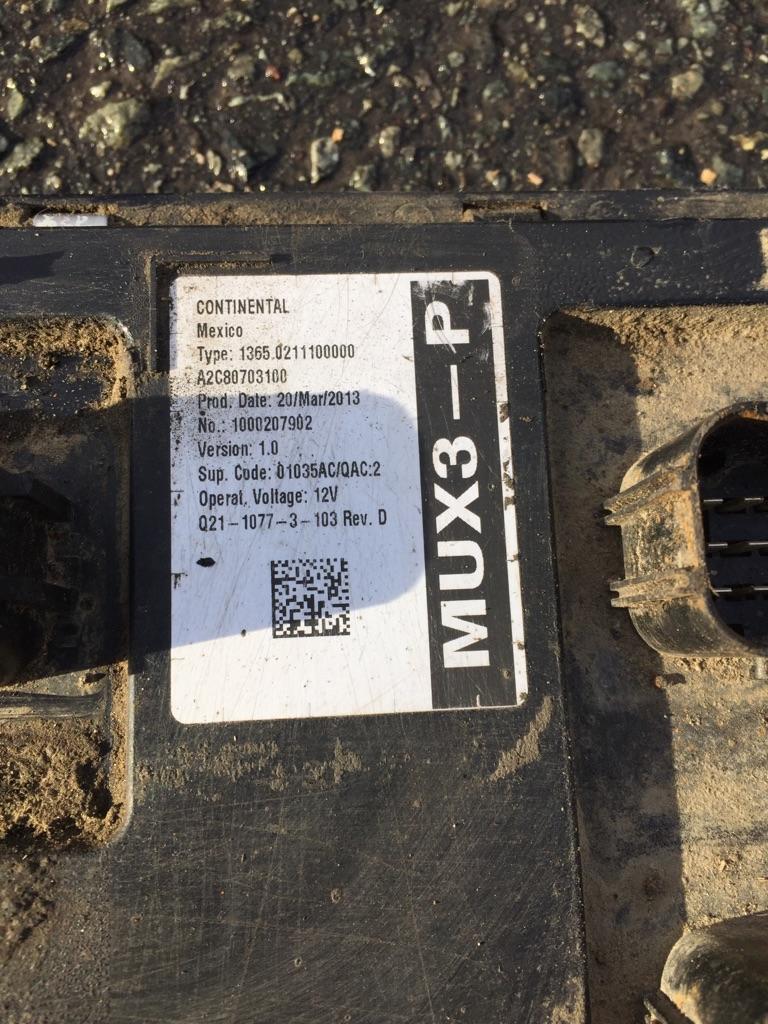 CONTINENTAL
Mexico
Type: 1365.0211100000
A2C80703100
Prod. Date: 20/Mar/2013
No.: 1000207902
Version: 1.0
Sup. Code: 01035AC/QAC:2
Operat. Voltage: 12V
Q21-1077-3-103 Rev. D
MUX3-P